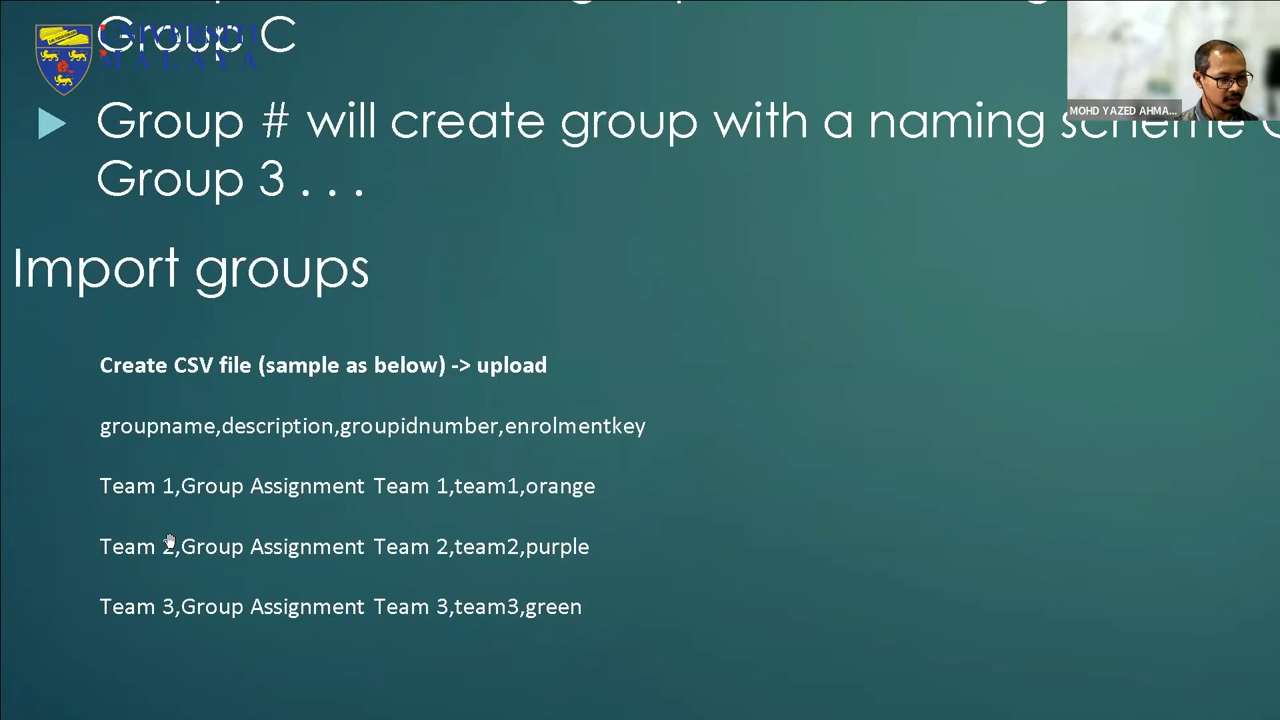 Group C
UNIVERSITI
MALAYA
MOHD YAZED AHMA...
Group # will create group with a naming scheme
Group 3 . . .
Import groups
Create CSV file (sample as below) -> upload
groupname,description,groupidnumber,enrolmentkey
Team 1,Group Assignment Team 1,team1,orange
Team 2,Group Assignment Team 2,team2,purple
Team 3,Group Assignment Team 3,team3,green